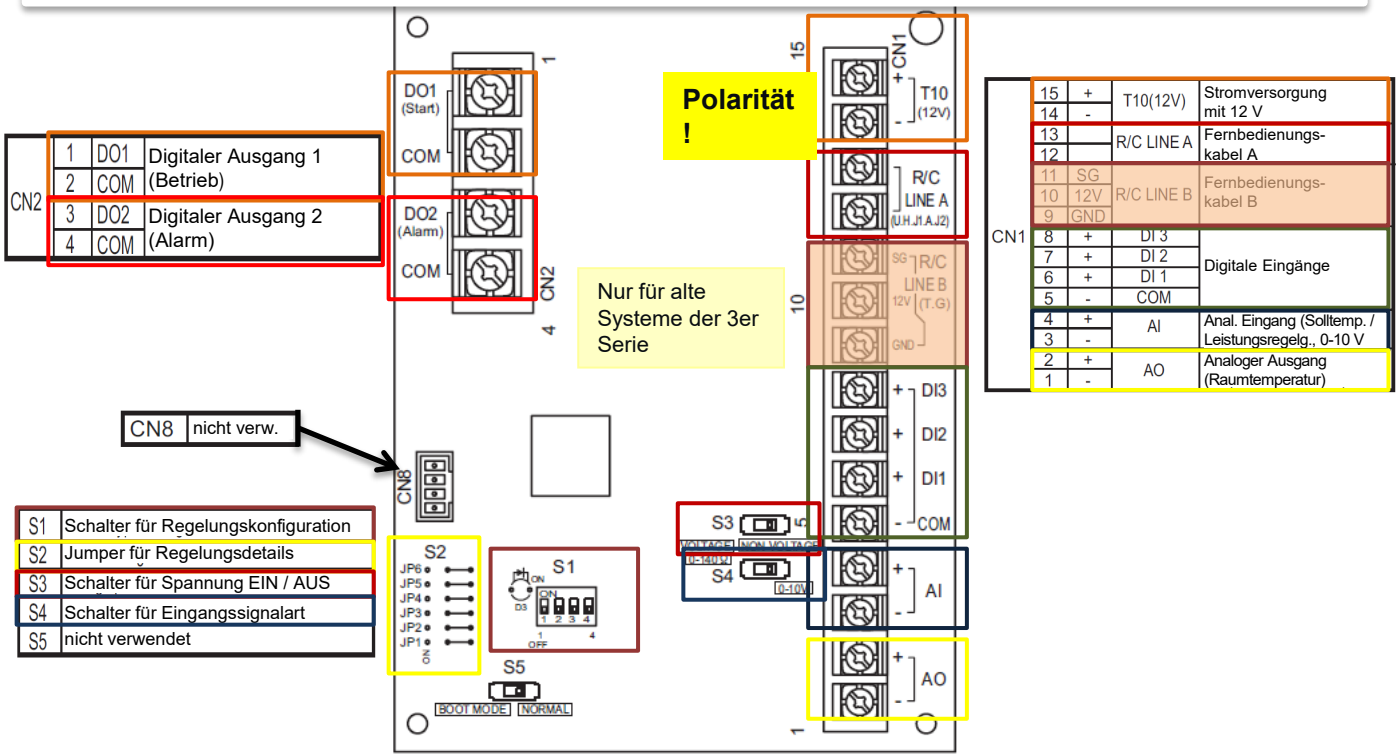 CN2
1 DO1 Digitaler Ausgang 1
2 COM (Betrieb)
3 DO2 Digitaler Ausgang 2
4 COM (Alarm)
CN8 nicht verw.
S1 Schalter für Regelungskonfiguration
S2 Jumper für Regelungsdetails
S3 Schalter für Spannung EIN / AUS
S4 Schalter für Eingangssignalart
S5 nicht verwendet
1
DO1
(Start)
COM
DO2
(Alarm)
COM
CN2
4
CN8
S2
JP6
JP5
JP4
JP3
JP2
JP1
ON
S1
ON
D3
ON
1 2 3 4
1 4
OFF
S5
BOOT MODE NORMAL
Polarität
!
Nur für alte
Systeme der 3er
Serie
S3
VOLTAGE NON-VOLTAGE
0-140Ω
S4
0-10V
15
CN1
+
T10
-
(12V)
R/C
LINE A
(U.H.J1.A.J2)
SG R/C
LINE B
12V (T.G)
GND
10
+ DI3
+ DI2
+ DI1
- COM
5
+
AI
-
+
AO
-
1
CN1
15 + T10(12V) Stromversorgung
14 - mit 12 V
13 R/C LINE A Fernbedienungs-
12 kabel A
11 SG
10 12V R/C LINE B Fernbedienungs-
9 GND kabel B
8 + DI 3
7 + DI 2 Digitale Eingänge
6 + DI 1
5 - COM
4 + AI Anal. Eingang (Solltemp. /
3 - Leistungsregelg., 0-10 V
2 + AO Analoger Ausgang
1 - (Raumtemperatur)